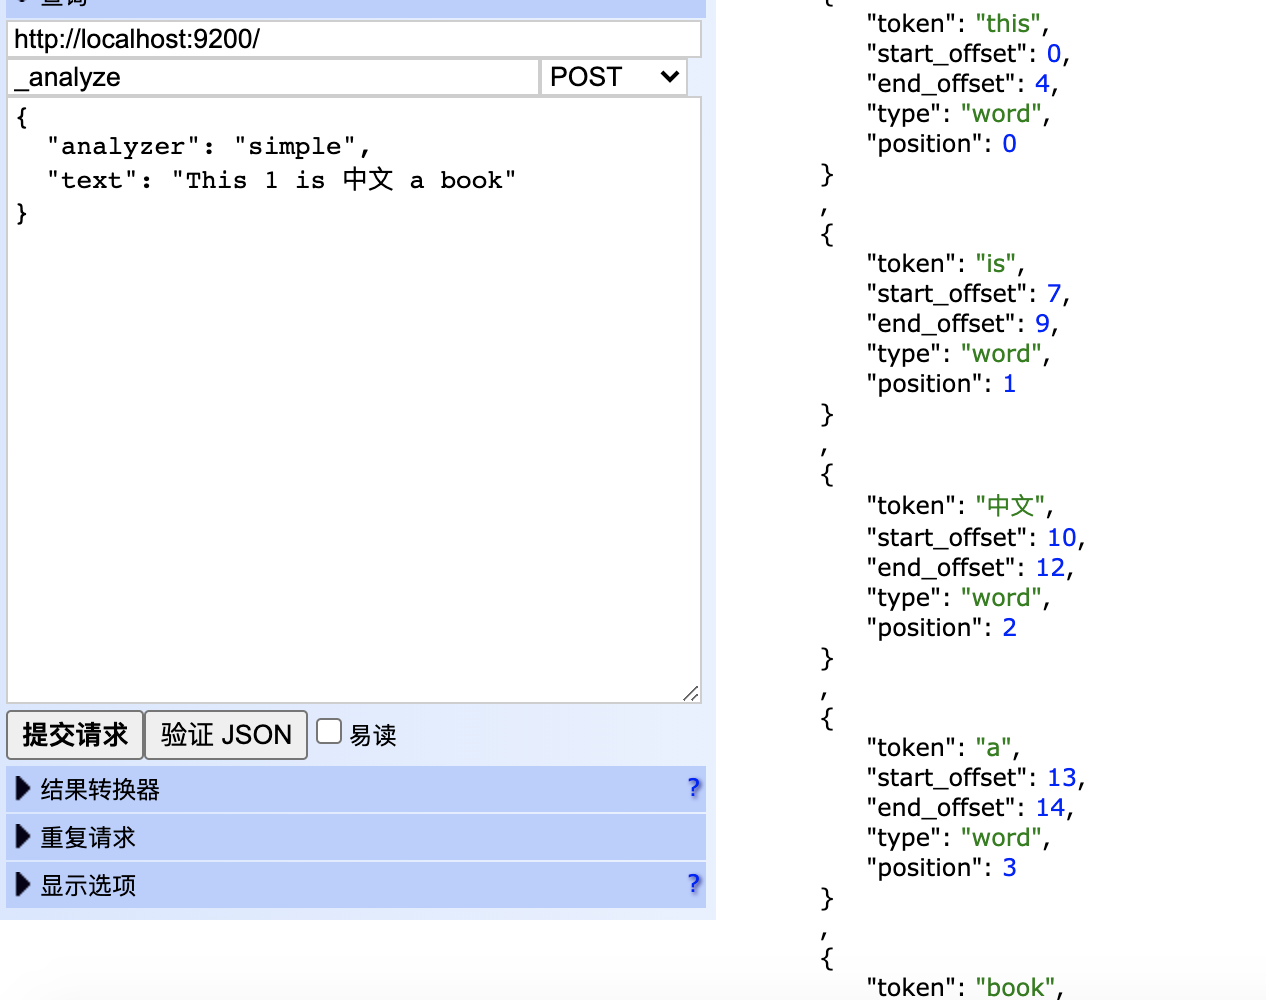 查询
http://localhost:9200/
_analyze
POST
{
"analyzer": "simple",
"text": "This 1 is 中文 a book"
}
提交请求
验证 JSON
易读
结果转换器
?
重复请求
显示选项
?
{
"token": "this",
"start_offset": 0,
"end_offset": 4,
"type": "word",
"position": 0
}
,
{
"token": "is",
"start_offset": 7,
"end_offset": 9,
"type": "word",
"position": 1
}
,
{
"token": "中文",
"start_offset": 10,
"end_offset": 12,
"type": "word",
"position": 2
}
,
{
"token": "a",
"start_offset": 13,
"end_offset": 14,
"type": "word",
"position": 3
}
,
{
"token": "book",